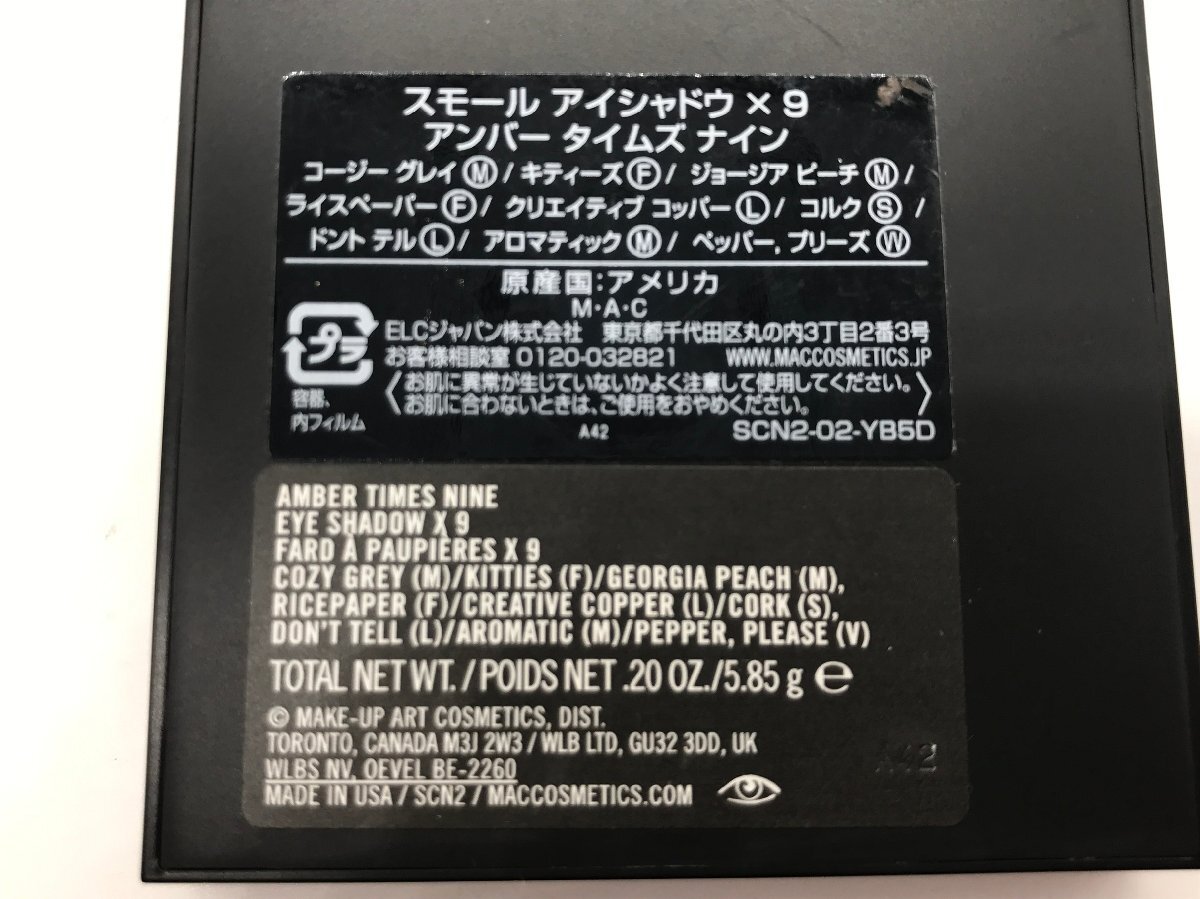 スモール アイシャドウ × 9
アンバー タイムズ ナイン
コージー グレイ Ⓜ / キティーズ Ⓕ / ジョージア ピーチ Ⓜ /
ライスペーパー Ⓕ / クリエイティブ コッパー Ⓛ / コルク Ⓢ /
ドント テル Ⓛ / アロマティック Ⓜ / ペッパー, プリーズ Ⓦ
原産国:アメリカ
M・A・C
プラ
容器、
内フィルム
ELCジャパン株式会社 東京都千代田区丸の内3丁目2番3号
お客様相談室 0120-032821 WWW.MACCOSMETICS.JP
〈お肌に異常が生じていないかよく注意して使用してください。
お肌に合わないときは、ご使用をおやめください。〉
A42 SCN2-02-YB5D
AMBER TIMES NINE
EYE SHADOW X 9
FARD À PAUPIÈRES X 9
COZY GREY (M)/KITTIES (F)/GEORGIA PEACH (M),
RICEPAPER (F)/CREATIVE COPPER (L)/CORK (S),
DON'T TELL (L)/AROMATIC (M)/PEPPER, PLEASE (V)
TOTAL NET WT./POIDS NET .20 OZ./5.85 g ℮
© MAKE-UP ART COSMETICS, DIST.
TORONTO, CANADA M3J 2W3 / WLB LTD, GU32 3DD, UK
WLBS NV, OEVEL BE-2260
MADE IN USA / SCN2 / MACCOSMETICS.COM
A42